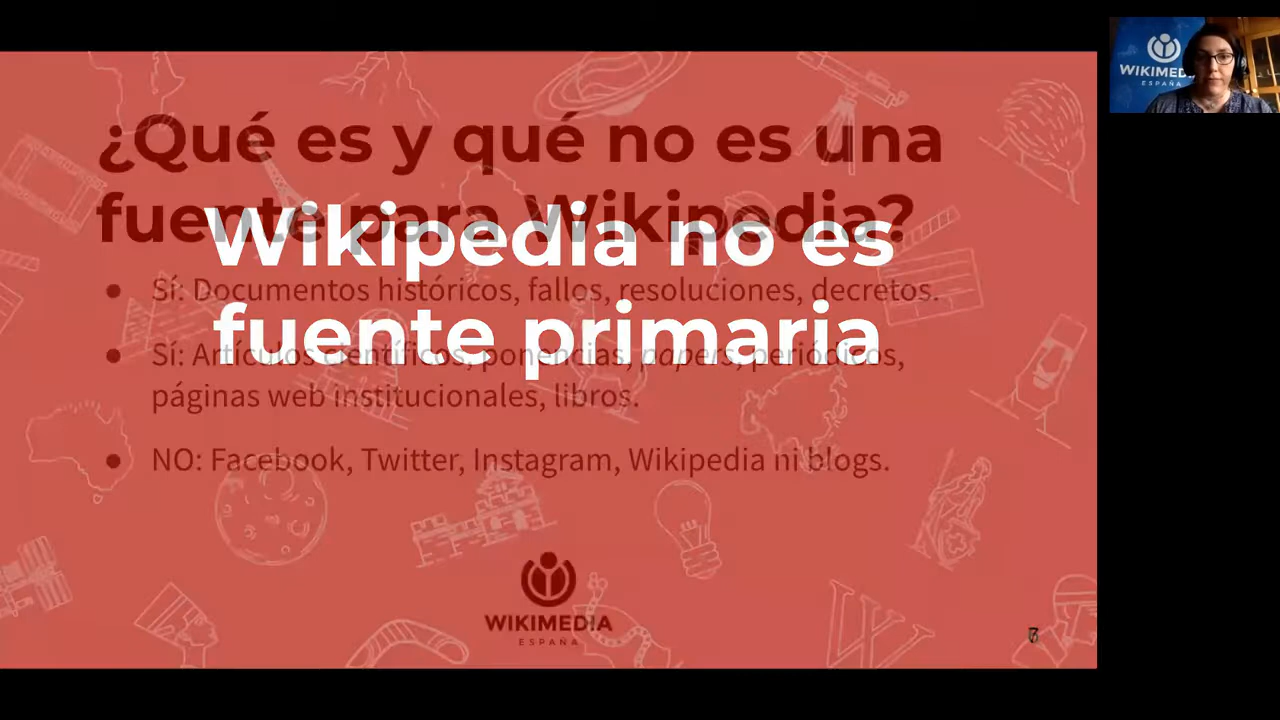 ¿Qué es y qué no es una
fuente para Wikipedia?
Wikipedia no es
fuente primaria
● Sí: Documentos históricos, fallos, resoluciones, decretos.
● Sí: Artículos científicos, ponencias, papers, periódicos,
páginas web institucionales, libros.
● NO: Facebook, Twitter, Instagram, Wikipedia ni blogs.
WIKIMEDIA
ESPAÑA
WIKIMEDIA
ESPAÑA